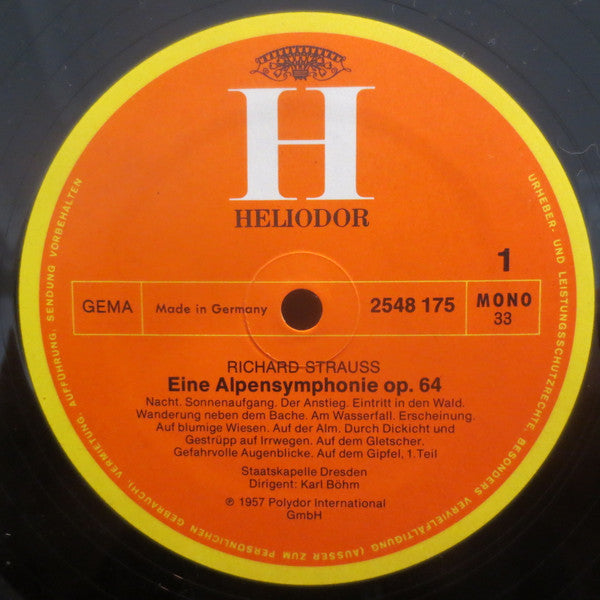 H
HELIODOR
1
GEMA
Made in Germany
2548 175
MONO
33
RICHARD STRAUSS
Eine Alpensymphonie op. 64
Nacht. Sonnenaufgang. Der Anstieg. Eintritt in den Wald.
Wanderung neben dem Bache. Am Wasserfall. Erscheinung.
Auf blumige Wiesen. Auf der Alm. Durch Dickicht und
Gestrüpp auf Irrwegen. Auf dem Gletscher.
Gefahrvolle Augenblicke. Auf dem Gipfel, 1. Teil
Staatskapelle Dresden
Dirigent: Karl Böhm
℗ 1957 Polydor International
GmbH
URHEBER- UND LEISTUNGSSCHUTZRECHTE, BESONDERS VERVIELFÄLTIGUNG (AUSSER ZUM PERSÖNLICHEN GEBRAUCH), VERMIETUNG, AUFFÜHRUNG, SENDUNG VORBEHALTEN